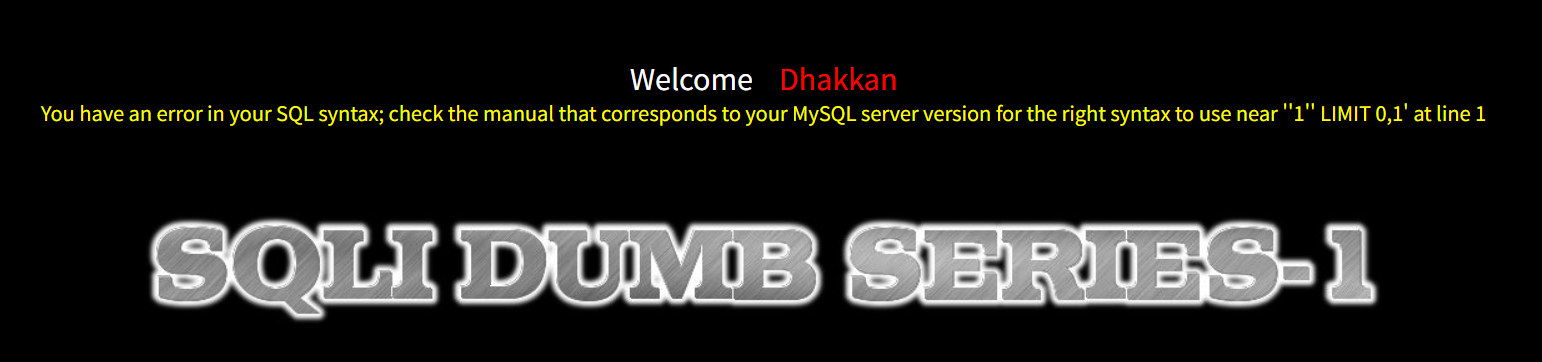 Welcome Dhakkan
You have an error in your SQL syntax; check the manual that corresponds to your MySQL server version for the right syntax to use near ''1'' LIMIT 0,1' at line 1
SQLI DUMB SERIES-1